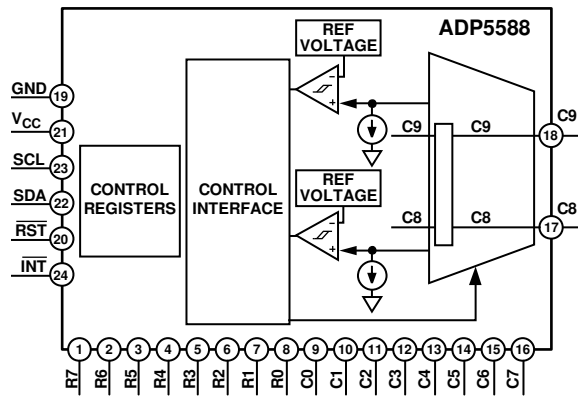 ADP5588
REF
VOLTAGE
GND
19
VCC
21
SCL
23
SDA
22
RST
20
INT
24
CONTROL
REGISTERS
CONTROL
INTERFACE
–
+
C9
C9
18
C9
REF
VOLTAGE
–
+
C8
C8
17
C8
1 2 3 4 5 6 7 8 9 10 11 12 13 14 15 16
R7 R6 R5 R4 R3 R2 R1 R0 C0 C1 C2 C3 C4 C5 C6 C7